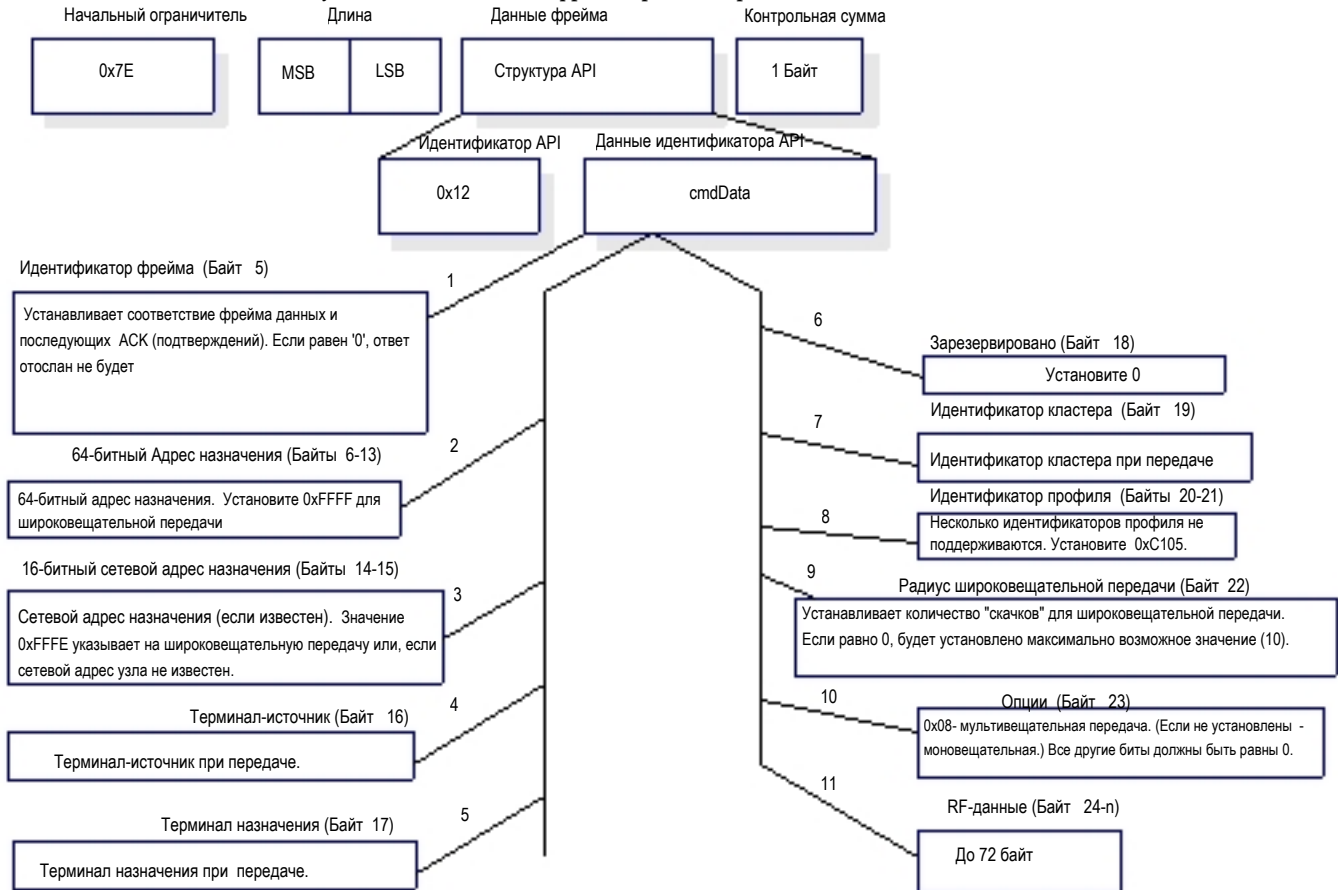 Начальный ограничитель
Длина
Данные фрейма
Контрольная сумма
0x7E
MSB
LSB
Структура API
1 Байт
Идентификатор API
Данные идентификатора API
0x12
cmdData
Идентификатор фрейма (Байт 5)
1
Устанавливает соответствие фрейма данных и
последующих ACK (подтверждений). Если равен '0', ответ
отослан не будет
64-битный Адрес назначения (Байты 6-13)
2
64-битный адрес назначения. Установите 0xFFFF для
широковещательной передачи
16-битный сетевой адрес назначения (Байты 14-15)
3
Сетевой адрес назначения (если известен). Значение
0xFFFE указывает на широковещательную передачу или, если
сетевой адрес узла не известен.
Терминал-источник (Байт 16)
4
Терминал-источник при передаче.
Терминал назначения (Байт 17)
5
Терминал назначения при передаче.
6
Зарезервировано (Байт 18)
Установите 0
Идентификатор кластера (Байт 19)
7
Идентификатор кластера при передаче
Идентификатор профиля (Байты 20-21)
8
Несколько идентификаторов профиля не
поддерживаются. Установите 0xC105.
9
Радиус широковещательной передачи (Байт 22)
Устанавливает количество "скачков" для широковещательной передачи.
Если равно 0, будет установлено максимально возможное значение (10).
10
Опции (Байт 23)
0x08- мультивещательная передача. (Если не установлены -
моновещательная.) Все другие биты должны быть равны 0.
11
RF-данные (Байт 24-n)
До 72 байт